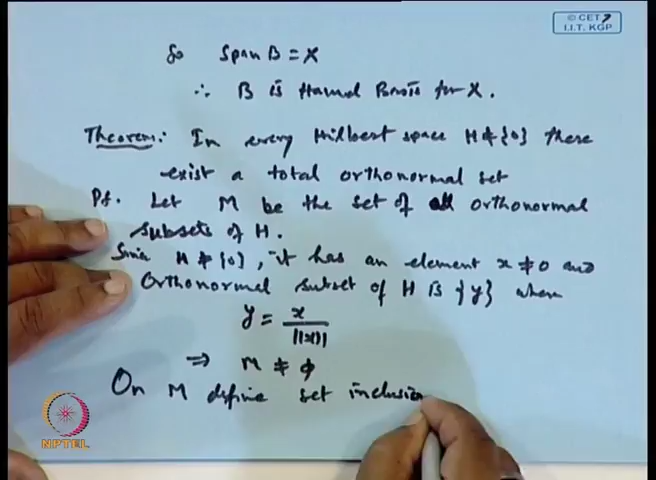 © CET
I.I.T. KGP
So Span B = X
∴ B is Hamel Basis for X.
Theorem: In every Hilbert space H ≠ {0} there
exist a total orthonormal set
Pf. Let M be the set of all orthonormal
subsets of H.
Since H ≠ {0}, it has an element x ≠ 0 and
Orthonormal subset of H is {y} where
y = x / ||x||
⇒ M ≠ φ
On M define set inclusion
NPTEL